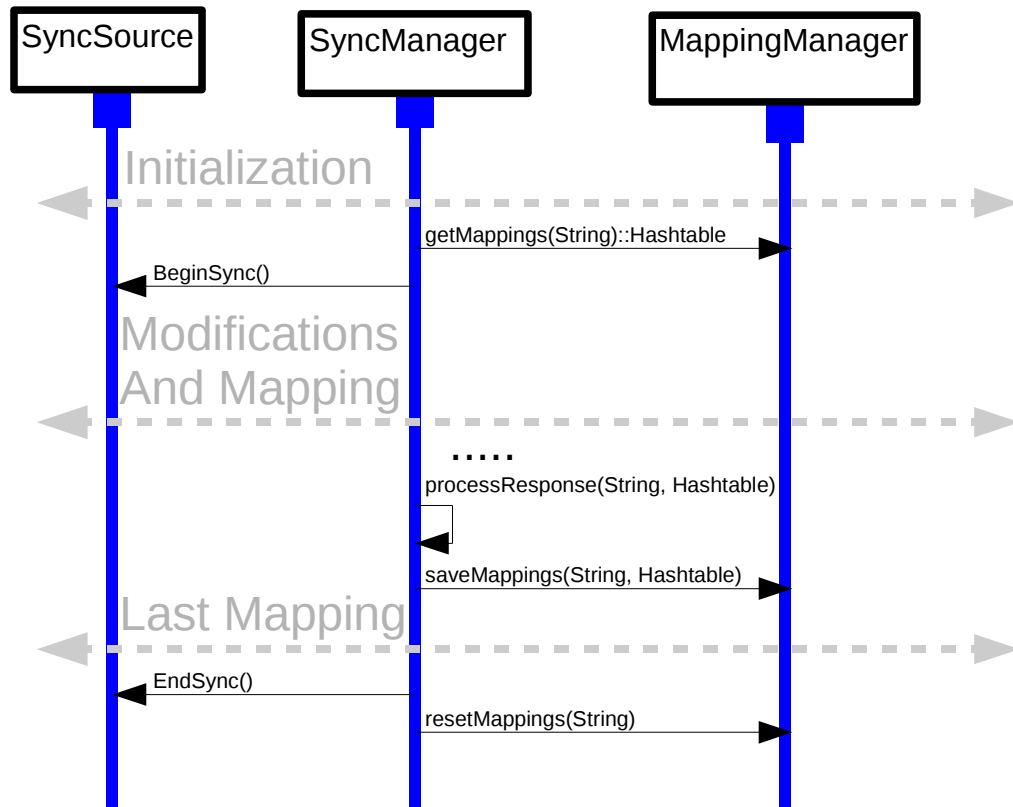 SyncSource
SyncManager
MappingManager
Initialization
getMappings(String)::Hashtable
BeginSync()
Modifications
And Mapping
.....
processResponse(String, Hashtable)
saveMappings(String, Hashtable)
Last Mapping
EndSync()
resetMappings(String)